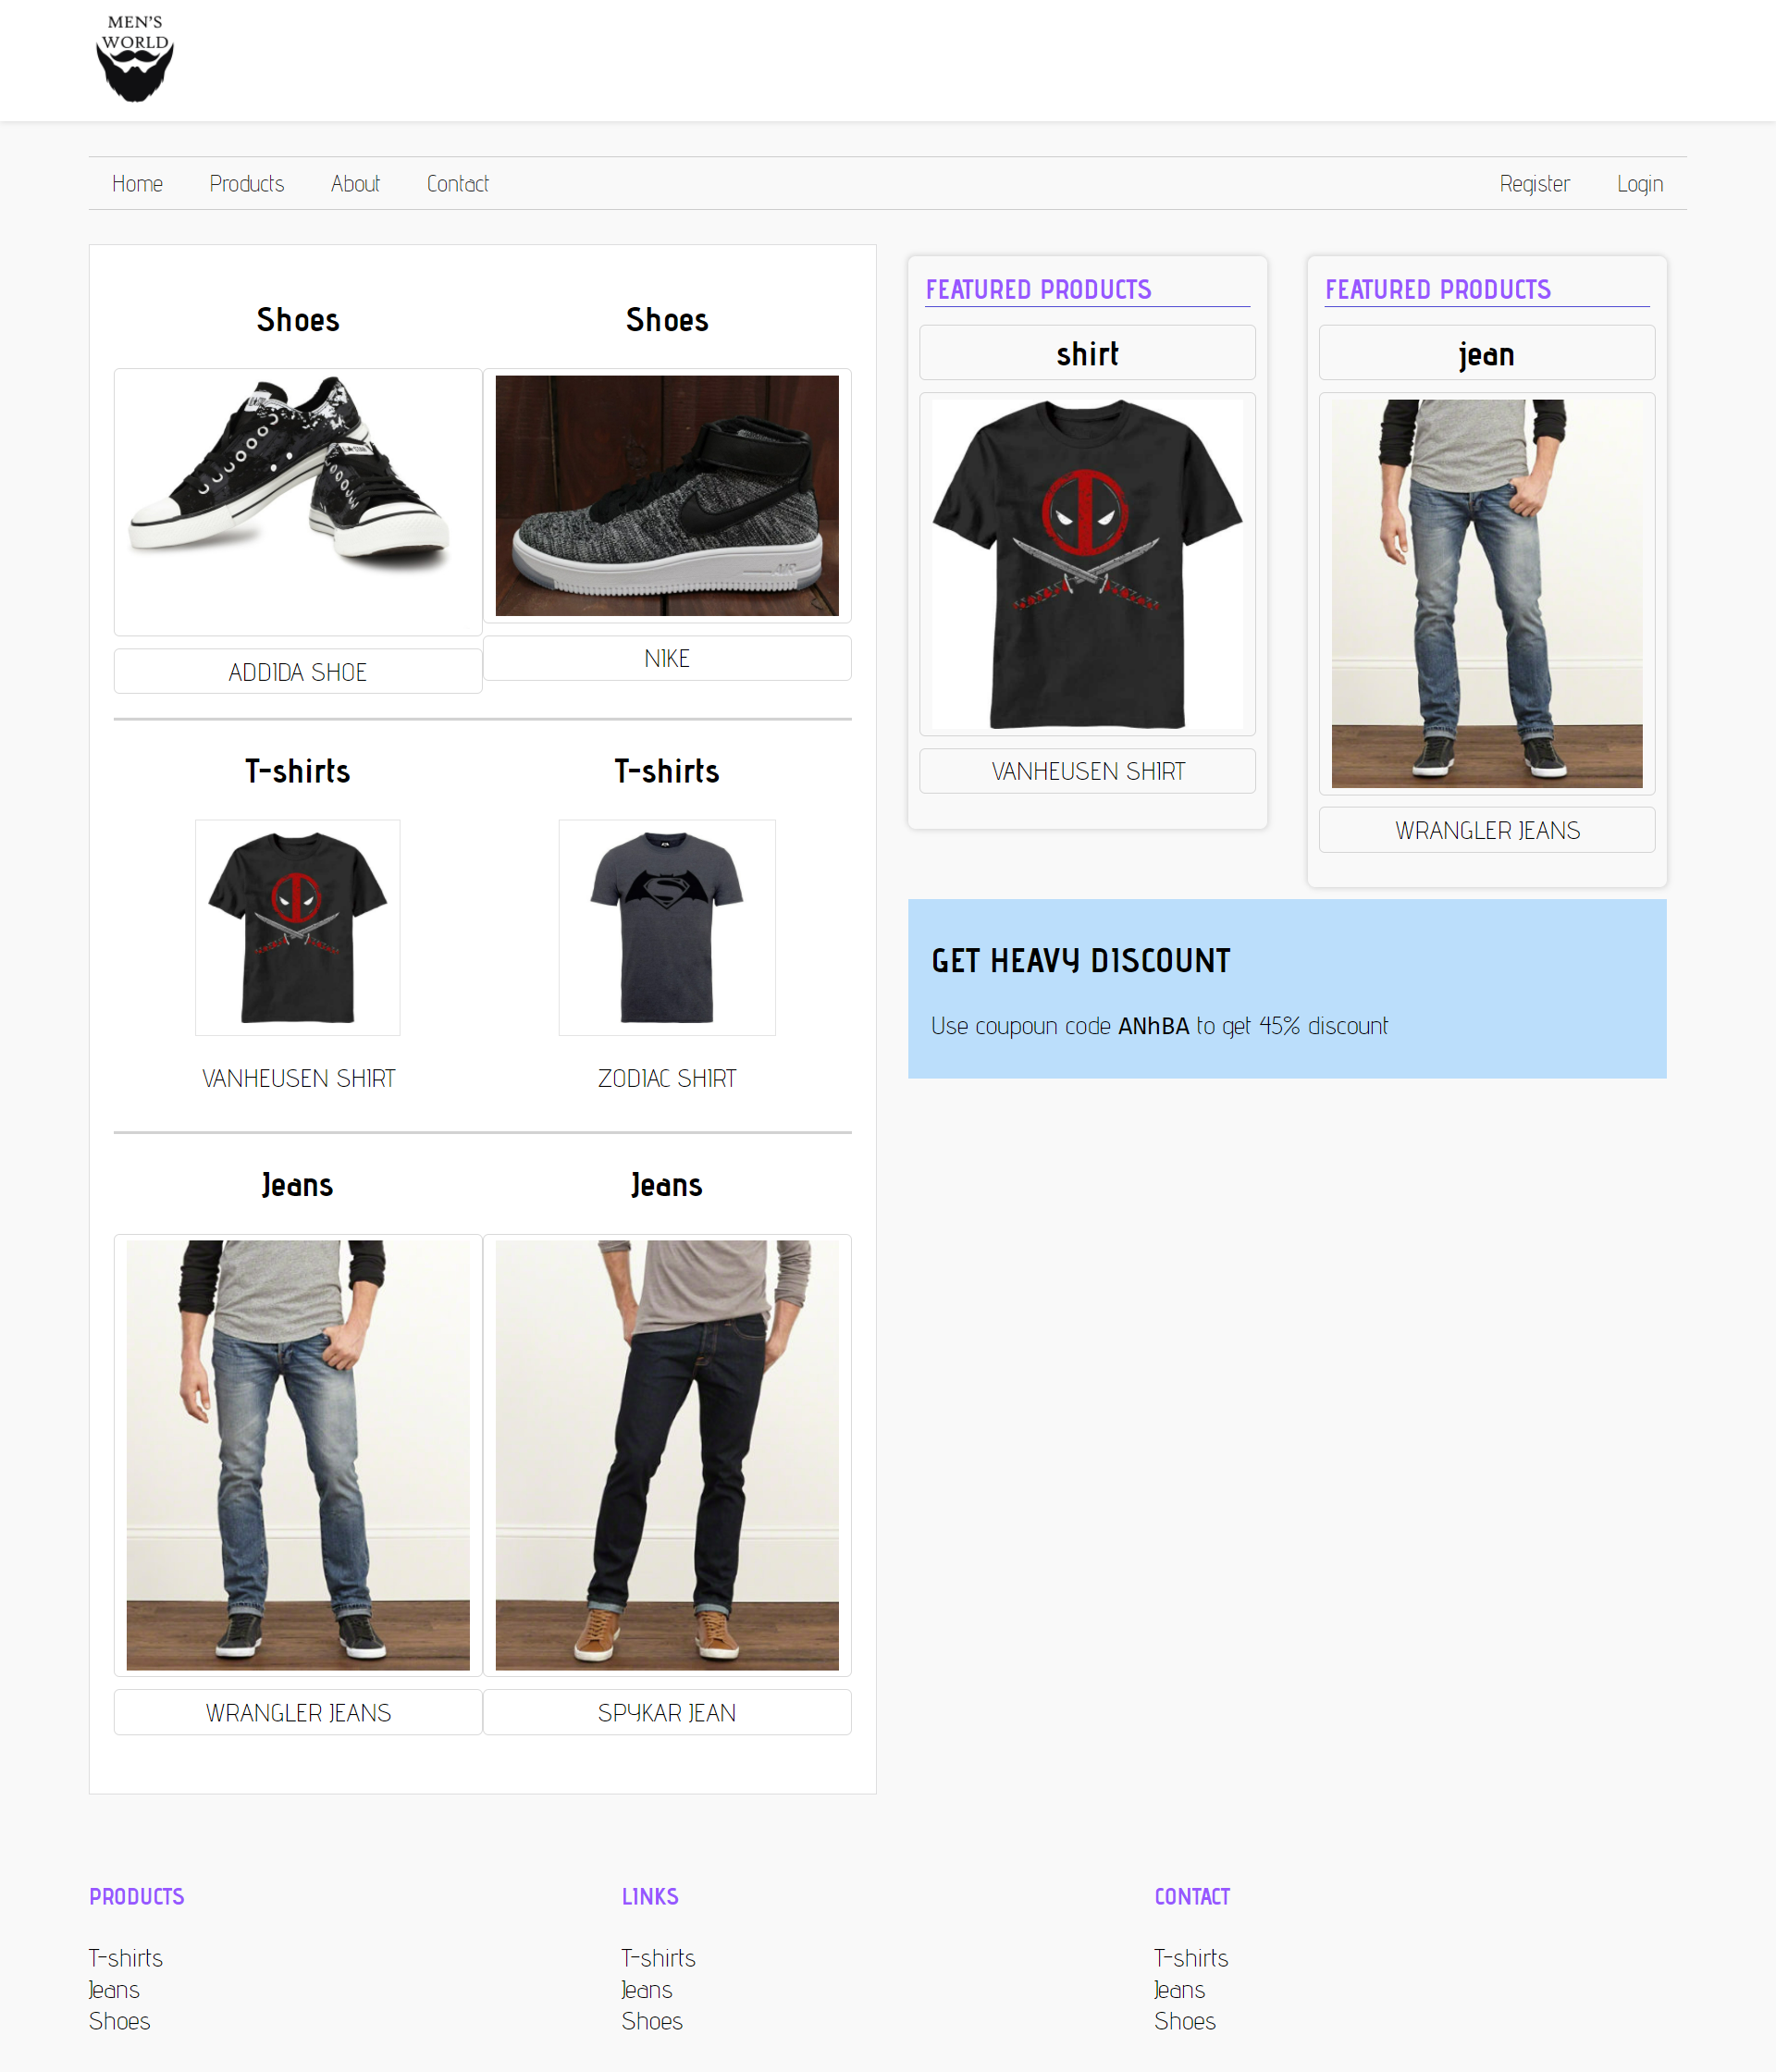 MEN'S
WORLD
Home Products About Contact Register Login
Shoes Shoes
ADDIDA SHOE NIKE
T-shirts T-shirts
VANHEUSEN SHIRT ZODIAC SHIRT
Jeans Jeans
WRANGLER JEANS SPYKAR JEAN
FEATURED PRODUCTS
shirt
VANHEUSEN SHIRT
FEATURED PRODUCTS
jean
WRANGLER JEANS
GET HEAVY DISCOUNT
Use coupoun code ANhBA to get 45% discount
PRODUCTS
T-shirts
Jeans
Shoes
LINKS
T-shirts
Jeans
Shoes
CONTACT
T-shirts
Jeans
Shoes